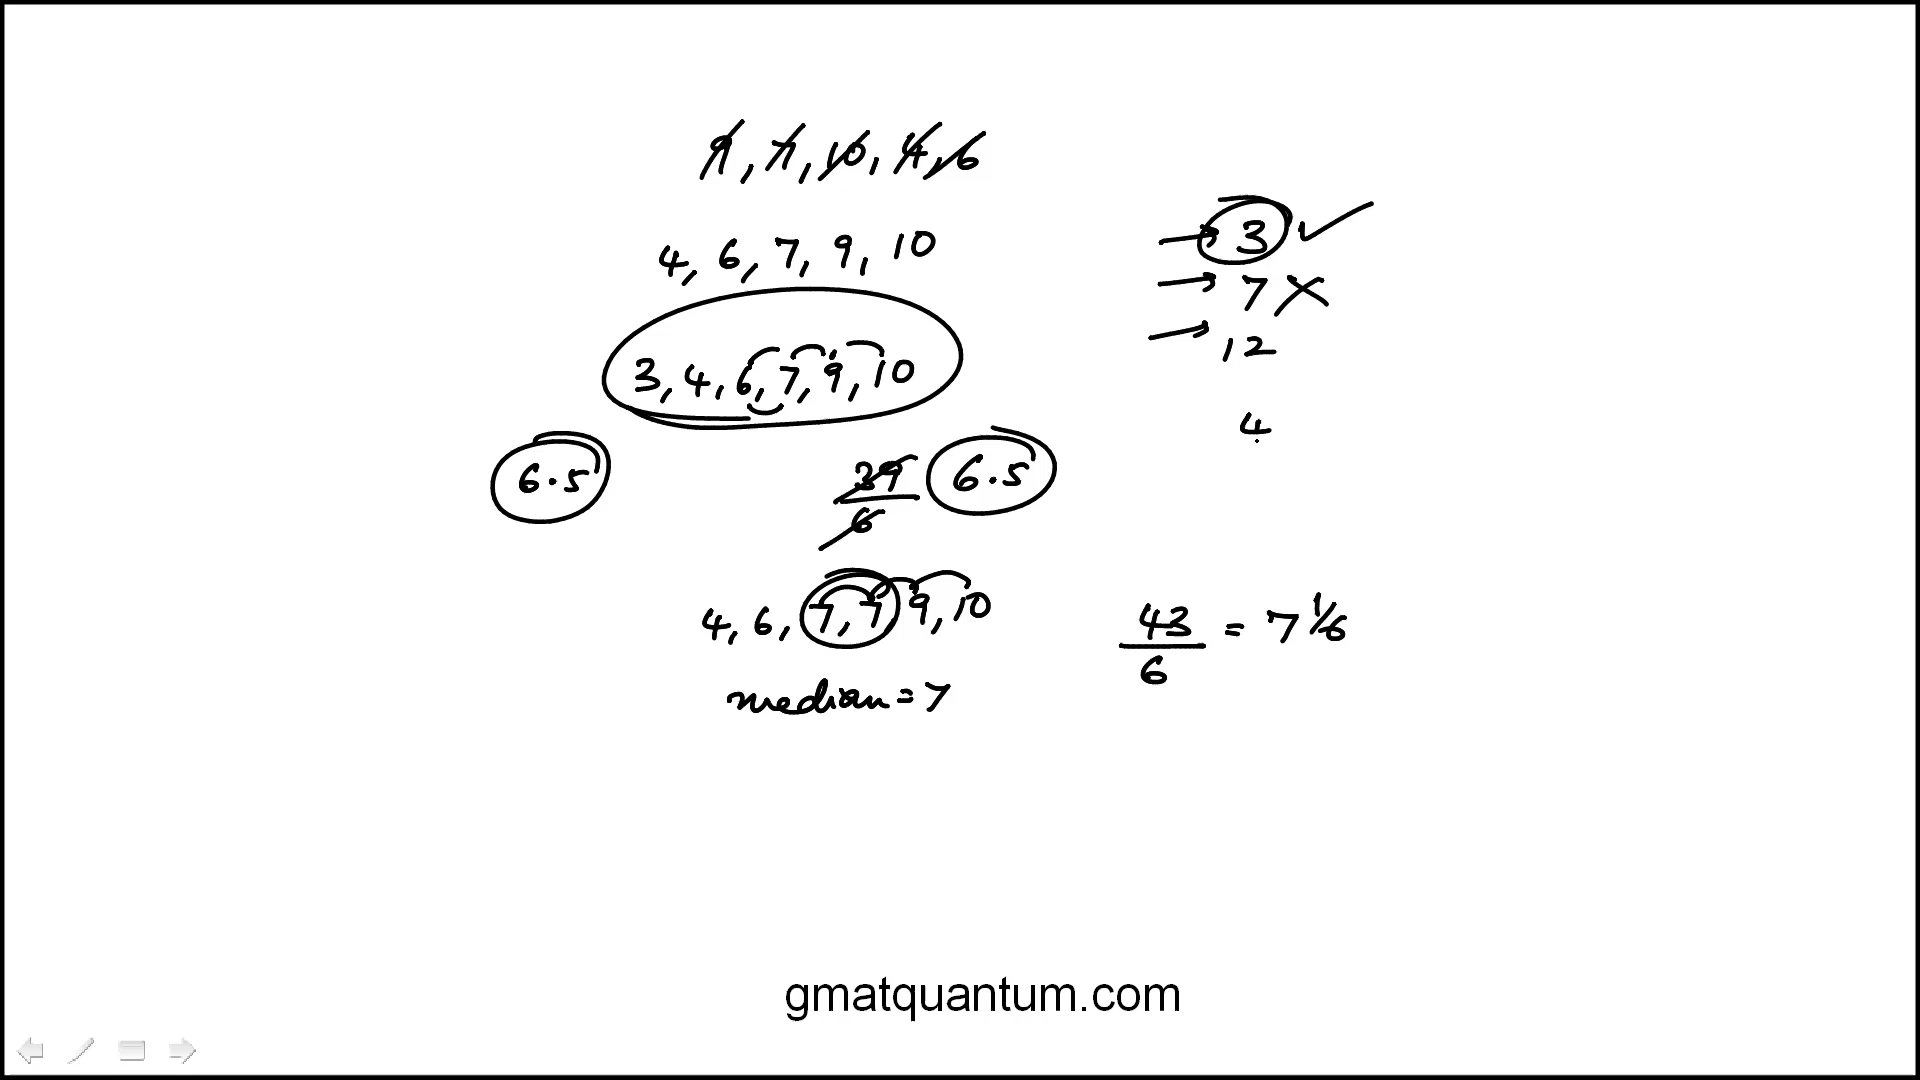 9, 7, 10, 4, 6
4, 6, 7, 9, 10
3, 4, 6, 7, 9, 10
3
7
12
4
6.5
39
6
6.5
4, 6, 7, 7, 9, 10
43
6
= 7 1/6
median = 7
gmatquantum.com